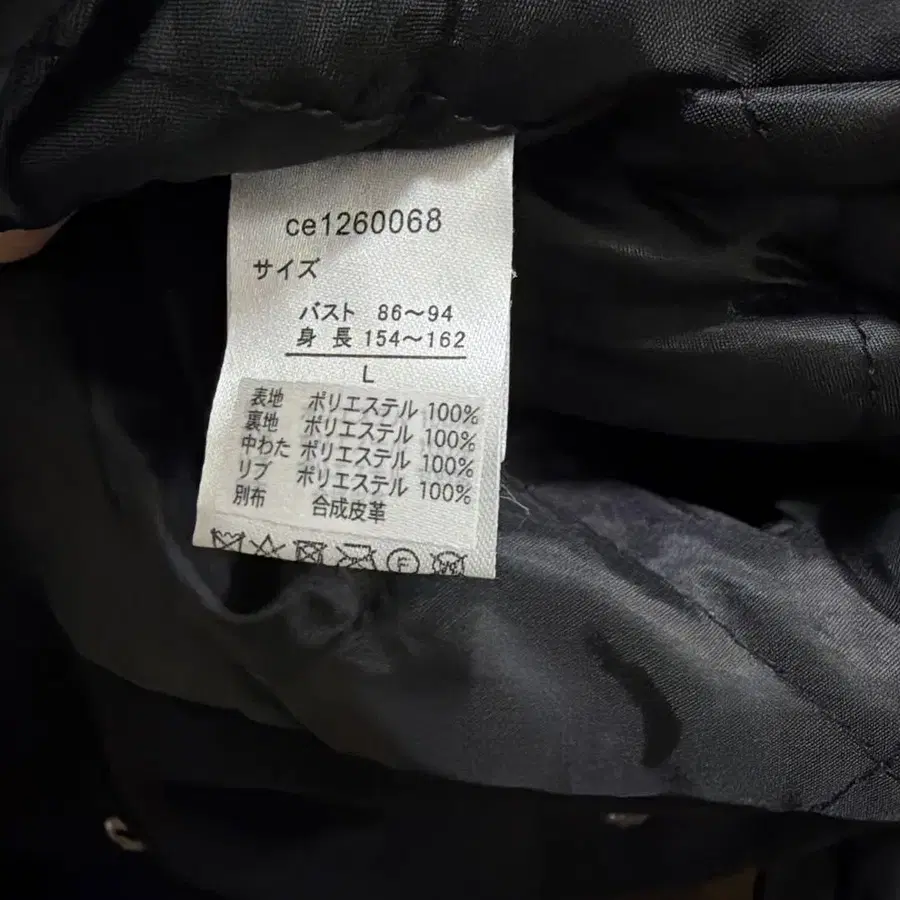 ce1260068
サイズ
バスト 86〜94
身長 154〜162
L
表地 ポリエステル 100%
裏地 ポリエステル 100%
中わた ポリエステル 100%
リブ ポリエステル 100%
別布 合成皮革
F W